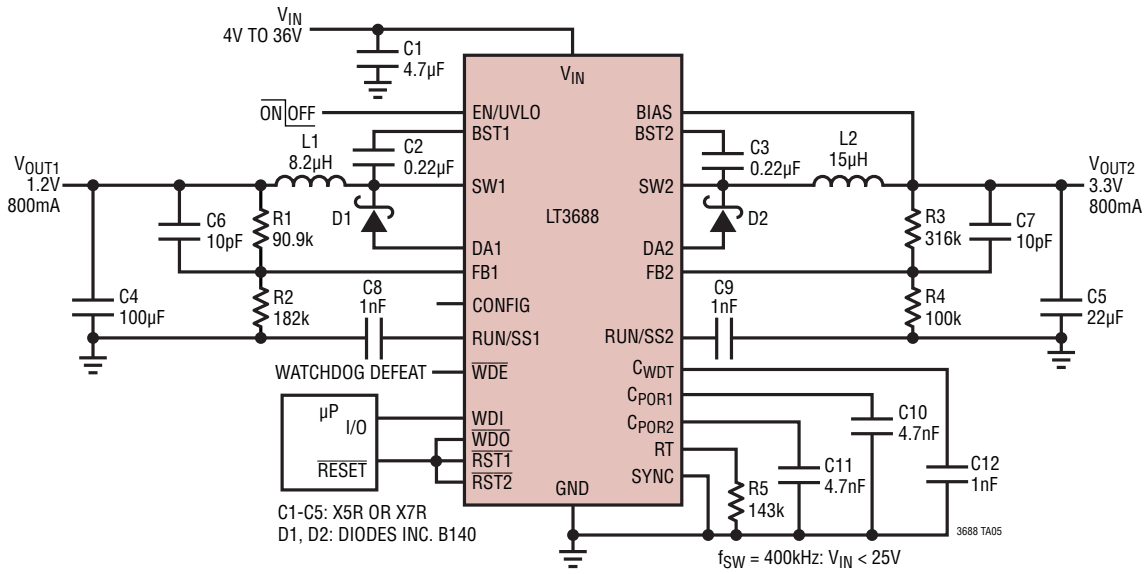 VIN
4V TO 36V
C1
4.7µF
VIN
ON OFF
EN/UVLO
BIAS
BST1
BST2
L1
8.2µH
C2
0.22µF
C3
0.22µF
L2
15µH
VOUT1
1.2V
800mA
VOUT2
3.3V
800mA
SW1
SW2
LT3688
C6
10pF
R1
90.9k
D1
D2
R3
316k
C7
10pF
DA1
DA2
FB1
FB2
C4
100µF
R2
182k
C8
1nF
CONFIG
C9
1nF
R4
100k
C5
22µF
RUN/SS1
RUN/SS2
WATCHDOG DEFEAT
WDE
CWDT
µP
I/O
WDI
CPOR1
C10
4.7nF
WDO
CPOR2
RESET
RST1
RT
C11
4.7nF
C12
1nF
RST2
SYNC
GND
R5
143k
C1-C5: X5R OR X7R
D1, D2: DIODES INC. B140
3688 TA05
fSW = 400kHz: VIN < 25V